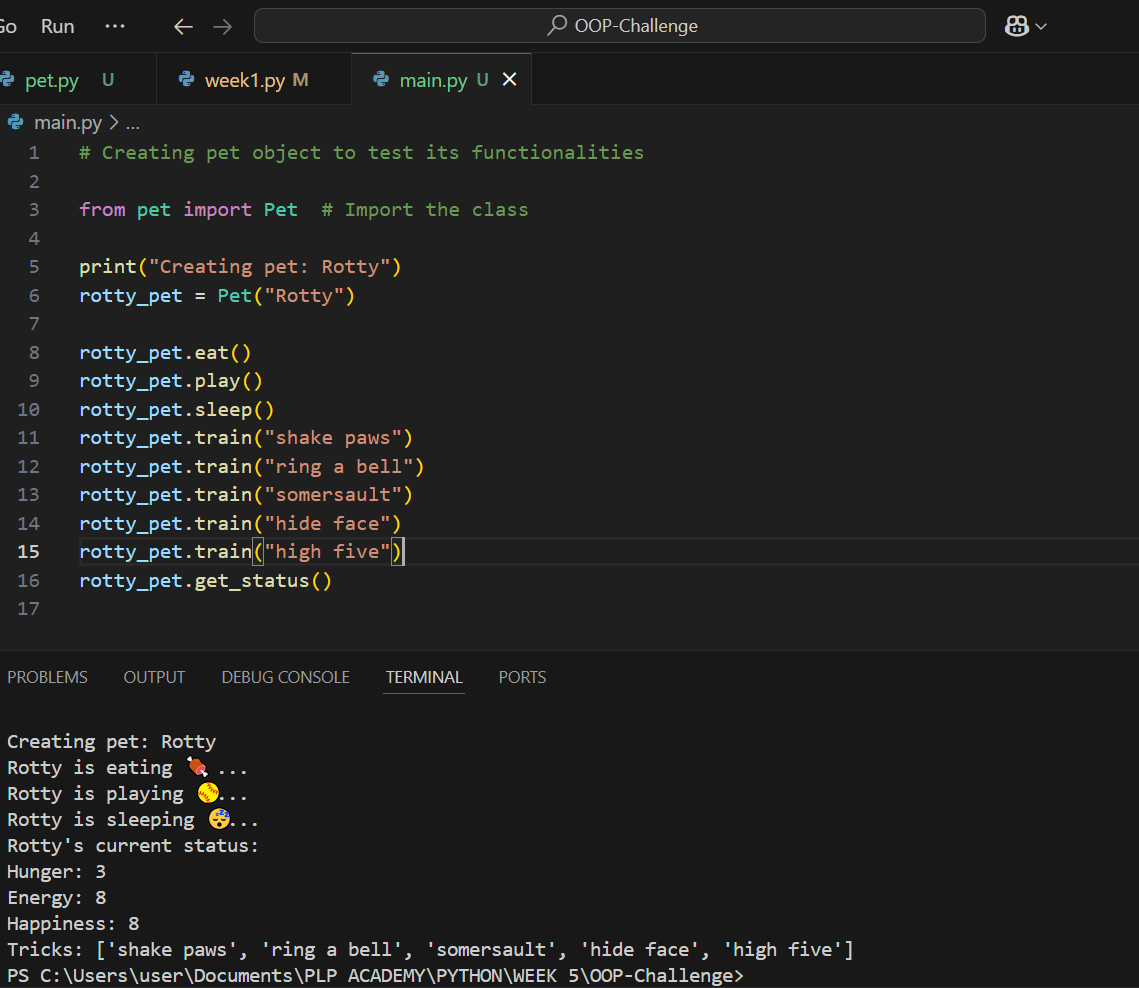 Go Run ··· ← → OOP-Challenge
pet.py U week1.py M main.py U ×
main.py > ...
1 # Creating pet object to test its functionalities
2
3 from pet import Pet  # Import the class
4
5 print("Creating pet: Rotty")
6 rotty_pet = Pet("Rotty")
7
8 rotty_pet.eat()
9 rotty_pet.play()
10 rotty_pet.sleep()
11 rotty_pet.train("shake paws")
12 rotty_pet.train("ring a bell")
13 rotty_pet.train("somersault")
14 rotty_pet.train("hide face")
15 rotty_pet.train("high five")
16 rotty_pet.get_status()
17
PROBLEMS OUTPUT DEBUG CONSOLE TERMINAL PORTS
Creating pet: Rotty
Rotty is eating 🍖 ...
Rotty is playing 🥎...
Rotty is sleeping 😴...
Rotty's current status:
Hunger: 3
Energy: 8
Happiness: 8
Tricks: ['shake paws', 'ring a bell', 'somersault', 'hide face', 'high five']
PS C:\Users\user\Documents\PLP ACADEMY\PYTHON\WEEK 5\OOP-Challenge>